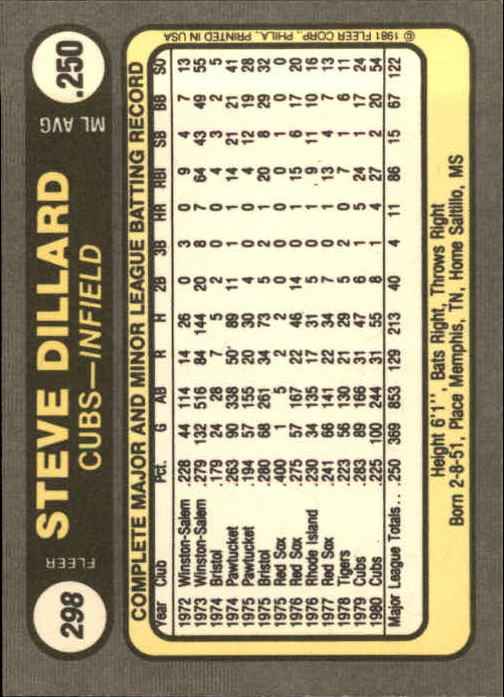 298
FLEER
STEVE DILLARD
CUBS—INFIELD
ML AVG
.250
COMPLETE MAJOR AND MINOR LEAGUE BATTING RECORD
Year Club Pct. G AB R H 2B 3B HR RBI SB BB SO
1972 Winston-Salem .228 44 114 14 26 0 0 0 9 4 4 13
1973 Winston-Salem .279 132 516 84 144 20 3 7 64 43 49 55
1974 Bristol .179 24 28 7 5 2 8 0 4 3 7 5
1974 Pawtucket .263 90 338 50 89 11 0 1 14 21 21 41
1975 Pawtucket .194 57 155 20 30 4 1 0 4 12 19 28
1975 Bristol .280 68 261 34 73 5 2 1 20 8 29 32
1975 Red Sox .400 1 5 2 2 0 0 0 0 1 0 0
1976 Red Sox .275 57 167 22 46 14 1 1 15 6 17 20
1976 Rhode Island .230 34 135 17 31 5 0 0 9 11 10 16
1977 Red Sox .241 66 141 22 34 7 0 1 13 4 7 13
1978 Tigers .223 56 130 21 29 5 2 0 7 1 6 11
1979 Cubs .283 89 166 31 47 6 1 5 24 1 17 24
1980 Cubs .225 100 244 31 55 8 1 4 27 2 20 54
Major League Totals... .250 369 853 129 213 40 4 11 86 15 67 122
Height 6'1", Bats Right, Throws Right
Born 2-8-51, Place Memphis, TN, Home Saltillo, MS
© 1981 FLEER CORP., PHILA., PRINTED IN USA